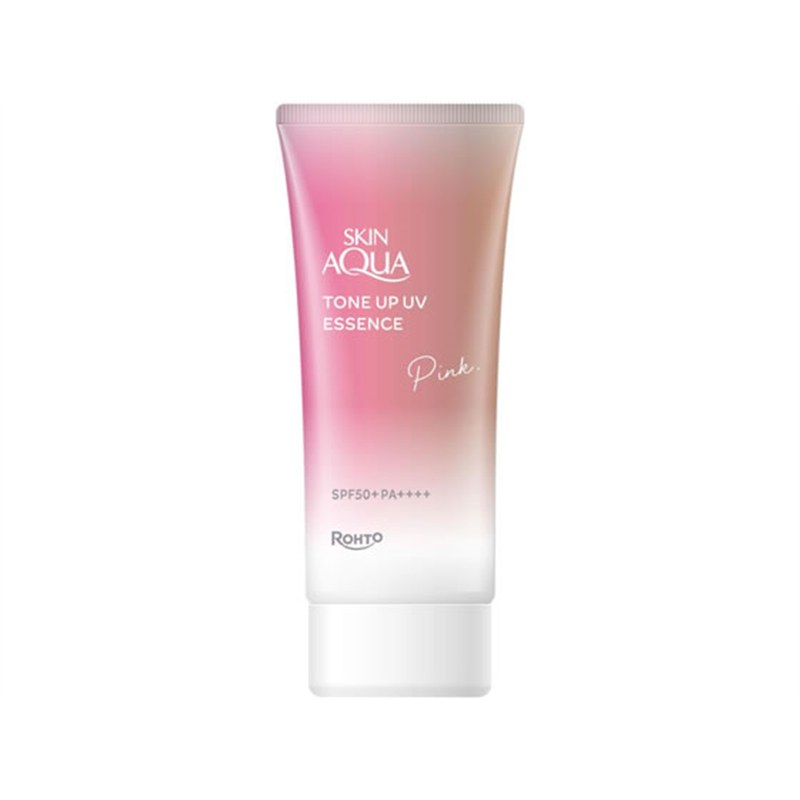 SKIN
AQUA
TONE UP UV
ESSENCE
Pink.
SPF50+PA++++
ROHTO